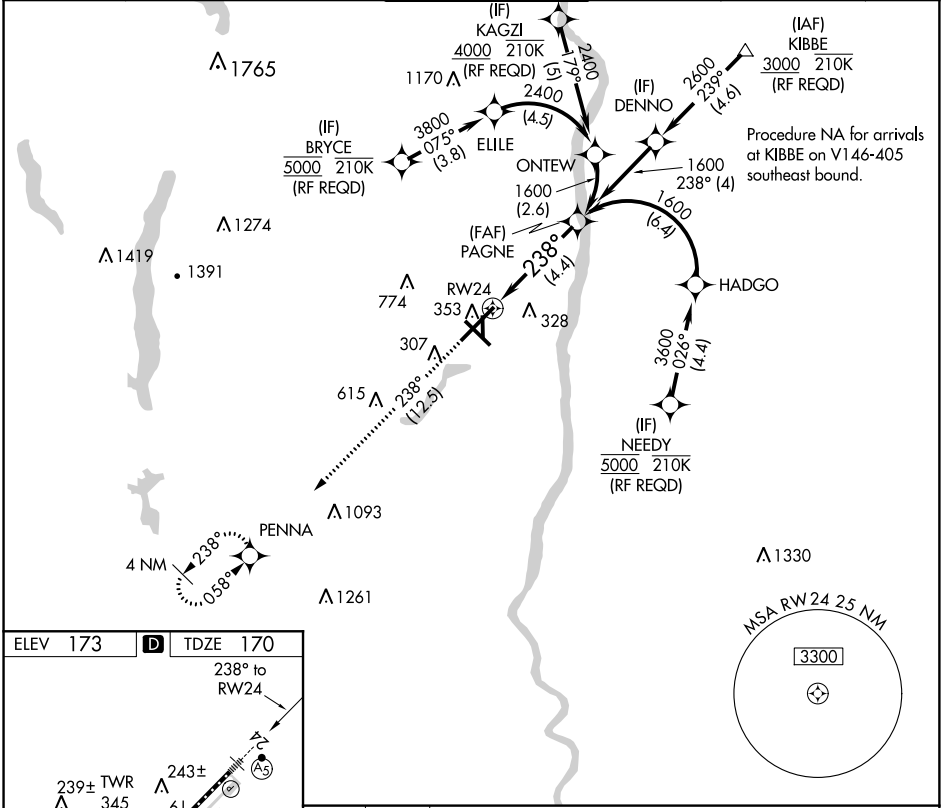 (IF)
KAGZI
4000 210K
(RF REQD)
2400
179°
(5)
(IAF)
KIBBE
3000 210K
(RF REQD)
2600
239°
(4.6)
1765
1170
2400
(4.5)
(IF)
DENNO
(IF)
BRYCE
5000 210K
(RF REQD)
3800
075°
(3.8)
ELILE
Procedure NA for arrivals
at KIBBE on V146-405
southeast bound.
ONTEW
1600
238° (4)
1600
(2.6)
1600
(6.4)
1274
(FAF)
PAGNE
1419
1391
238°
(4.4)
HADGO
774
RW24
353
328
307
3600
026°
(4.4)
615
238°
(12.5)
(IF)
NEEDY
5000 210K
(RF REQD)
1093
PENNA
4 NM
238°
058°
1330
1261
MSA RW24 25 NM
3300
ELEV 173 D TDZE 170
238° to
RW24
24
A5
P
239± TWR
345
243±